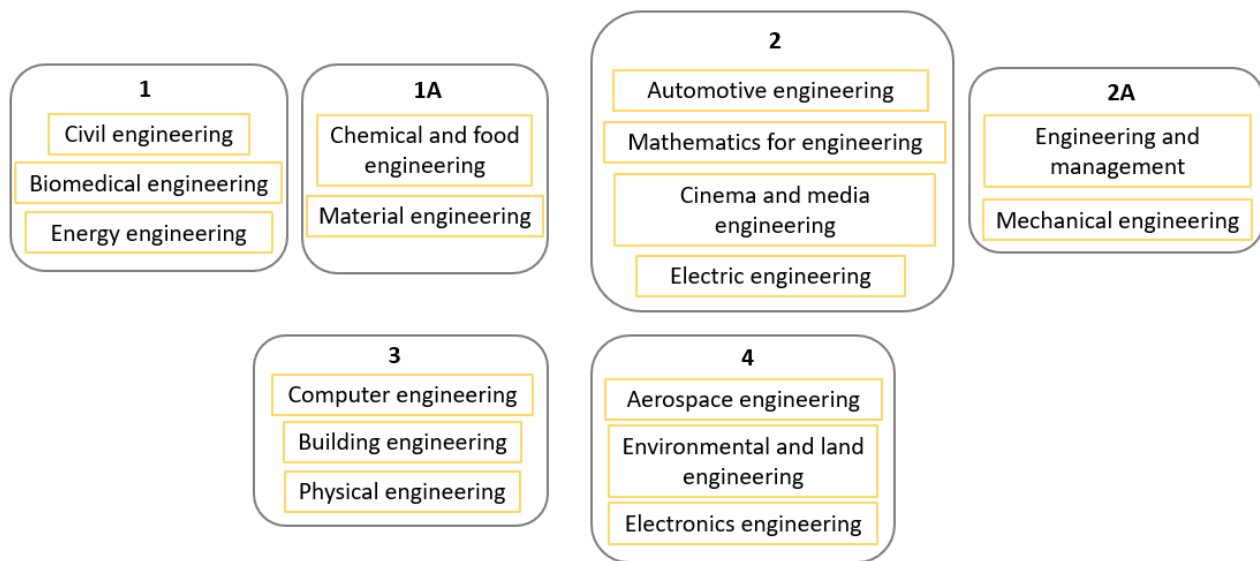 1
Civil engineering
Biomedical engineering
Energy engineering
1A
Chemical and food
engineering
Material engineering
2
Automotive engineering
Mathematics for engineering
Cinema and media
engineering
Electric engineering
2A
Engineering and
management
Mechanical engineering
3
Computer engineering
Building engineering
Physical engineering
4
Aerospace engineering
Environmental and land
engineering
Electronics engineering